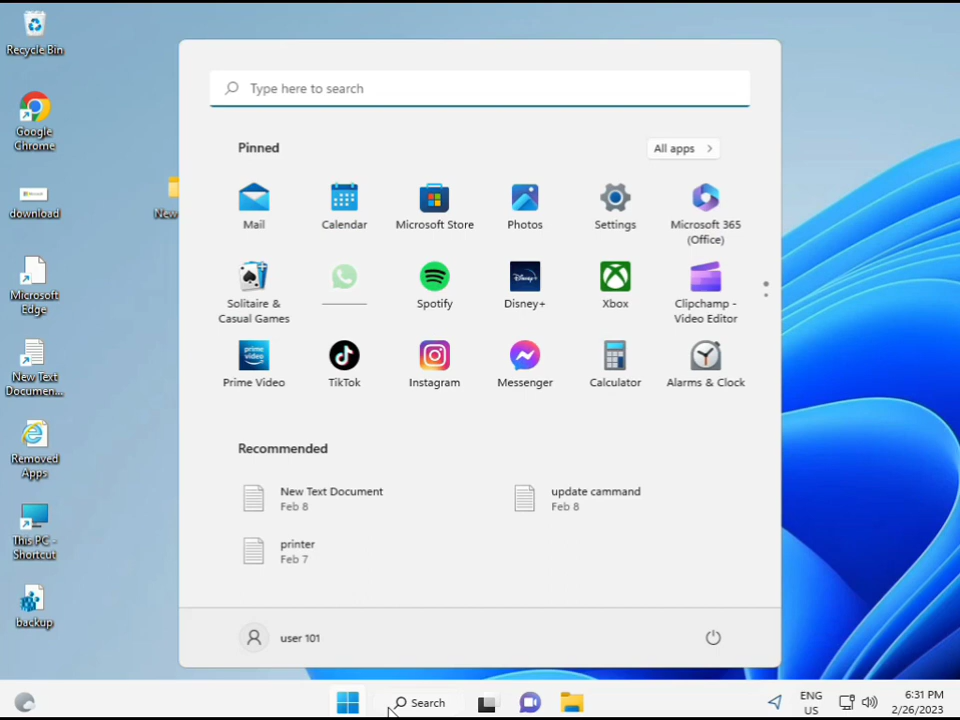 Recycle Bin
Google
Chrome
download
Microsoft
Edge
New Text
Documen...
Removed
Apps
This PC -
Shortcut
backup
New
Type here to search
Pinned
All apps
Mail
Calendar
Microsoft Store
Photos
Settings
Microsoft 365
(Office)
Solitaire &
Casual Games
Spotify
Disney+
Xbox
Clipchamp -
Video Editor
prime
video
Prime Video
TikTok
Instagram
Messenger
Calculator
Alarms & Clock
Recommended
New Text Document
Feb 8
update cammand
Feb 8
printer
Feb 7
user 101
Search
ENG
US
6:31 PM
2/26/2023